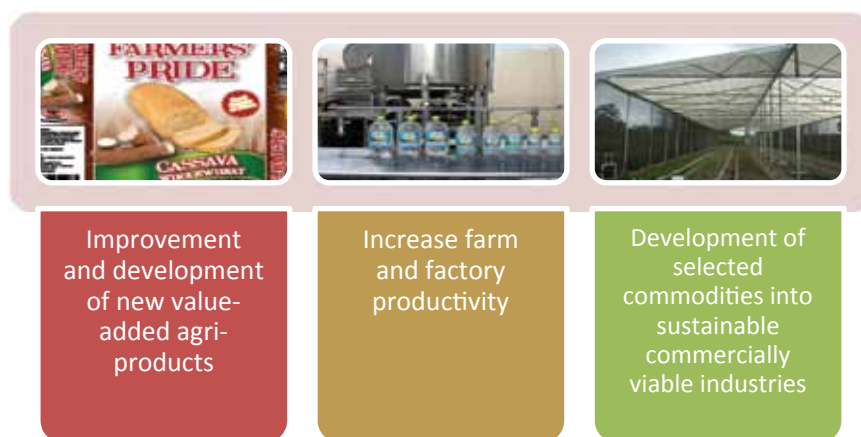 FARMERS'
PRIDE
CASSAVA
Improvement
and development
of new value-
added agri-
products
Increase farm
and factory
productivity
Development of
selected
commodities into
sustainable
commercially
viable industries